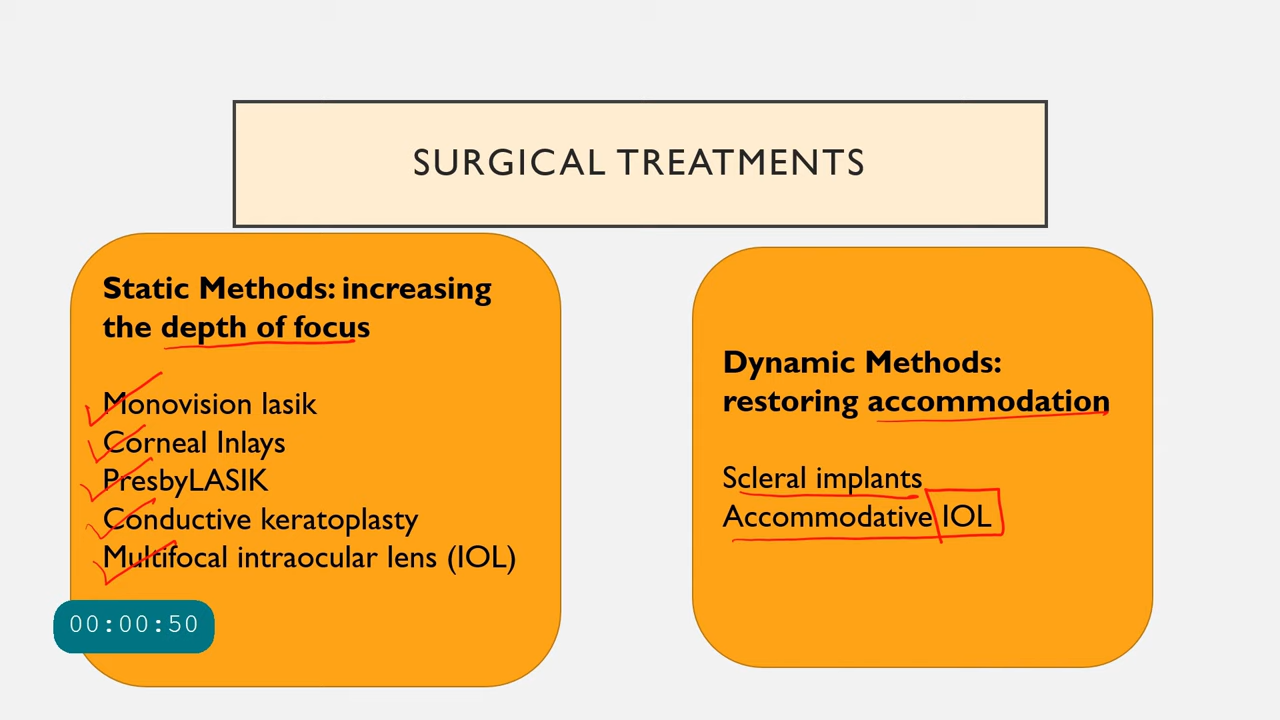 SURGICAL TREATMENTS
Static Methods: increasing
the depth of focus
Monovision lasik
Corneal Inlays
PresbyLASIK
Conductive keratoplasty
Multifocal intraocular lens (IOL)
00:00:50
Dynamic Methods:
restoring accommodation
Scleral implants
Accommodative IOL